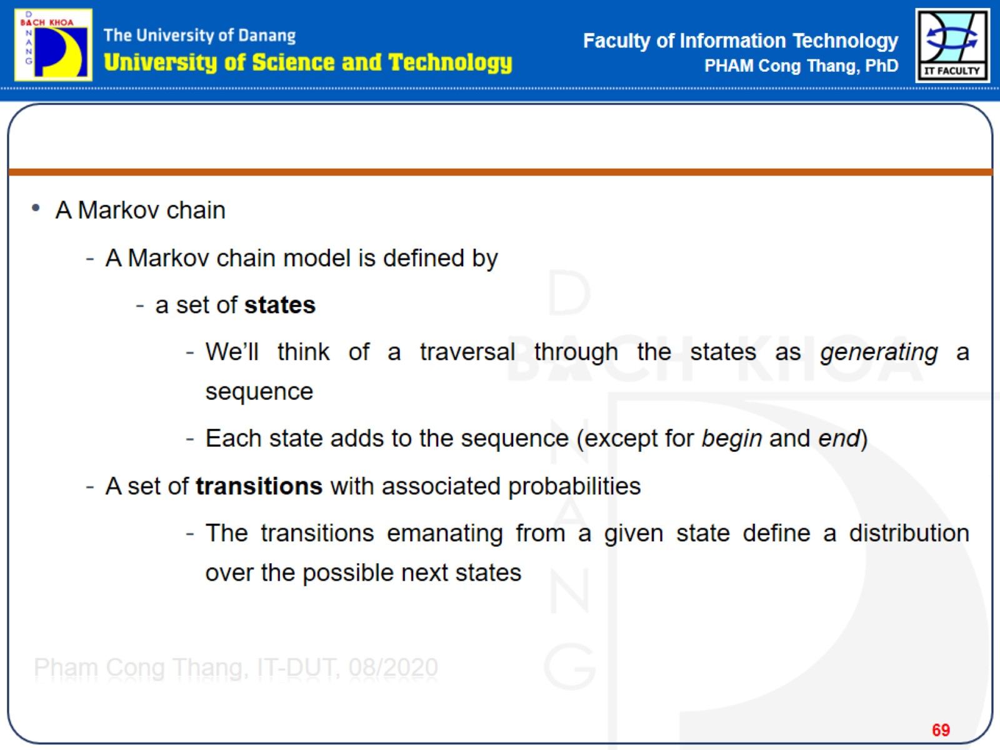 DANANG
BACH KHOA
The University of Danang
University of Science and Technology
Faculty of Information Technology
PHAM Cong Thang, PhD
IT FACULTY
• A Markov chain
- A Markov chain model is defined by
- a set of states
- We’ll think of a traversal through the states as generating a
sequence
- Each state adds to the sequence (except for begin and end)
- A set of transitions with associated probabilities
- The transitions emanating from a given state define a distribution
over the possible next states
DANANG
BACH KHOA
Pham Cong Thang, IT-DUT, 08/2020
69